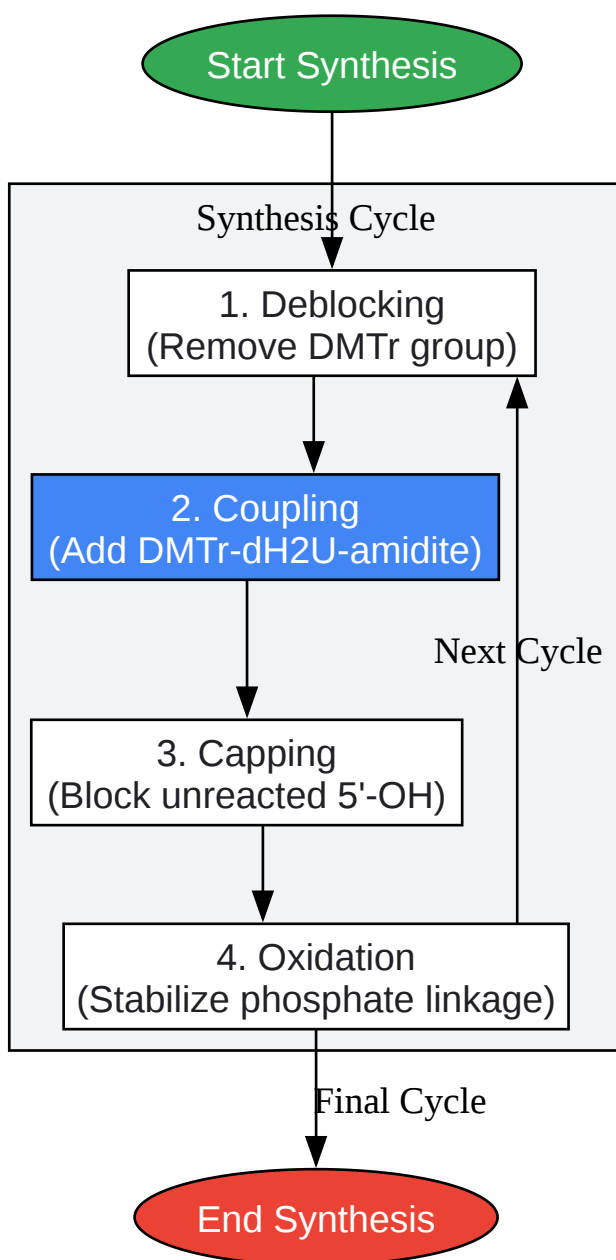 Start Synthesis
Synthesis Cycle
1. Deblocking
(Remove DMTr group)
2. Coupling
(Add DMTr-dH2U-amidite)
Next Cycle
3. Capping
(Block unreacted 5'-OH)
4. Oxidation
(Stabilize phosphate linkage)
Final Cycle
End Synthesis